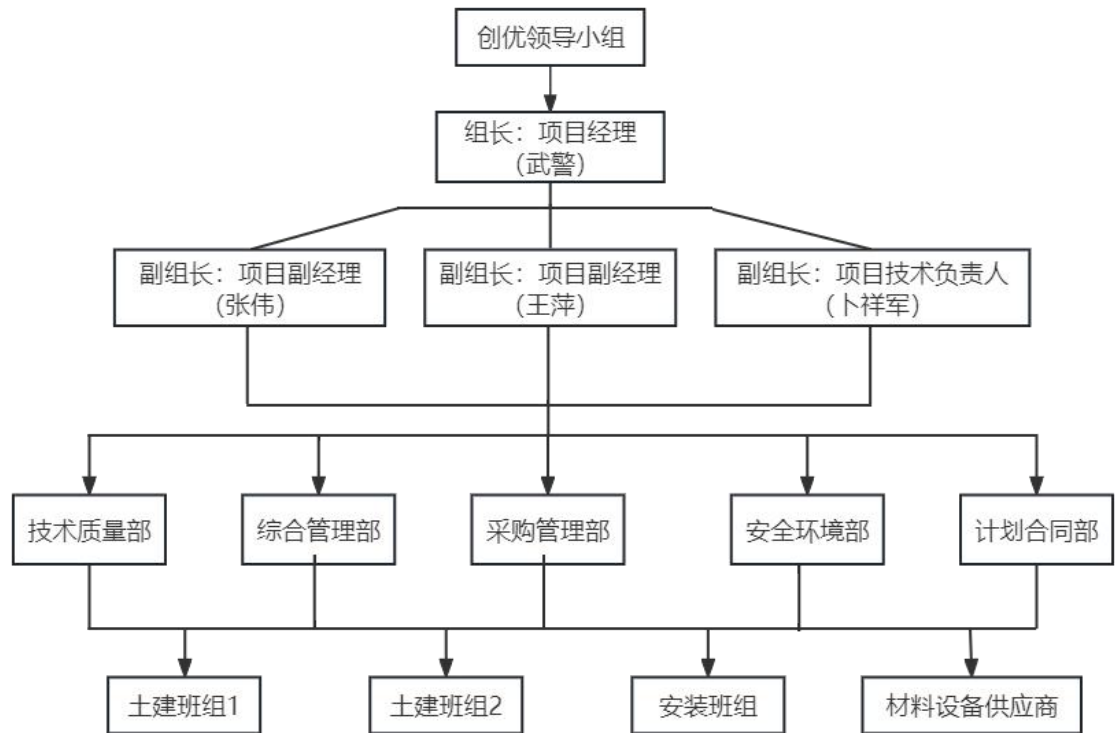 创优领导小组
组长：项目经理
（武警）
副组长：项目副经理
（张伟）
副组长：项目副经理
（王萍）
副组长：项目技术负责人
（卜祥军）
技术质量部
综合管理部
采购管理部
安全环境部
计划合同部
土建班组1
土建班组2
安装班组
材料设备供应商